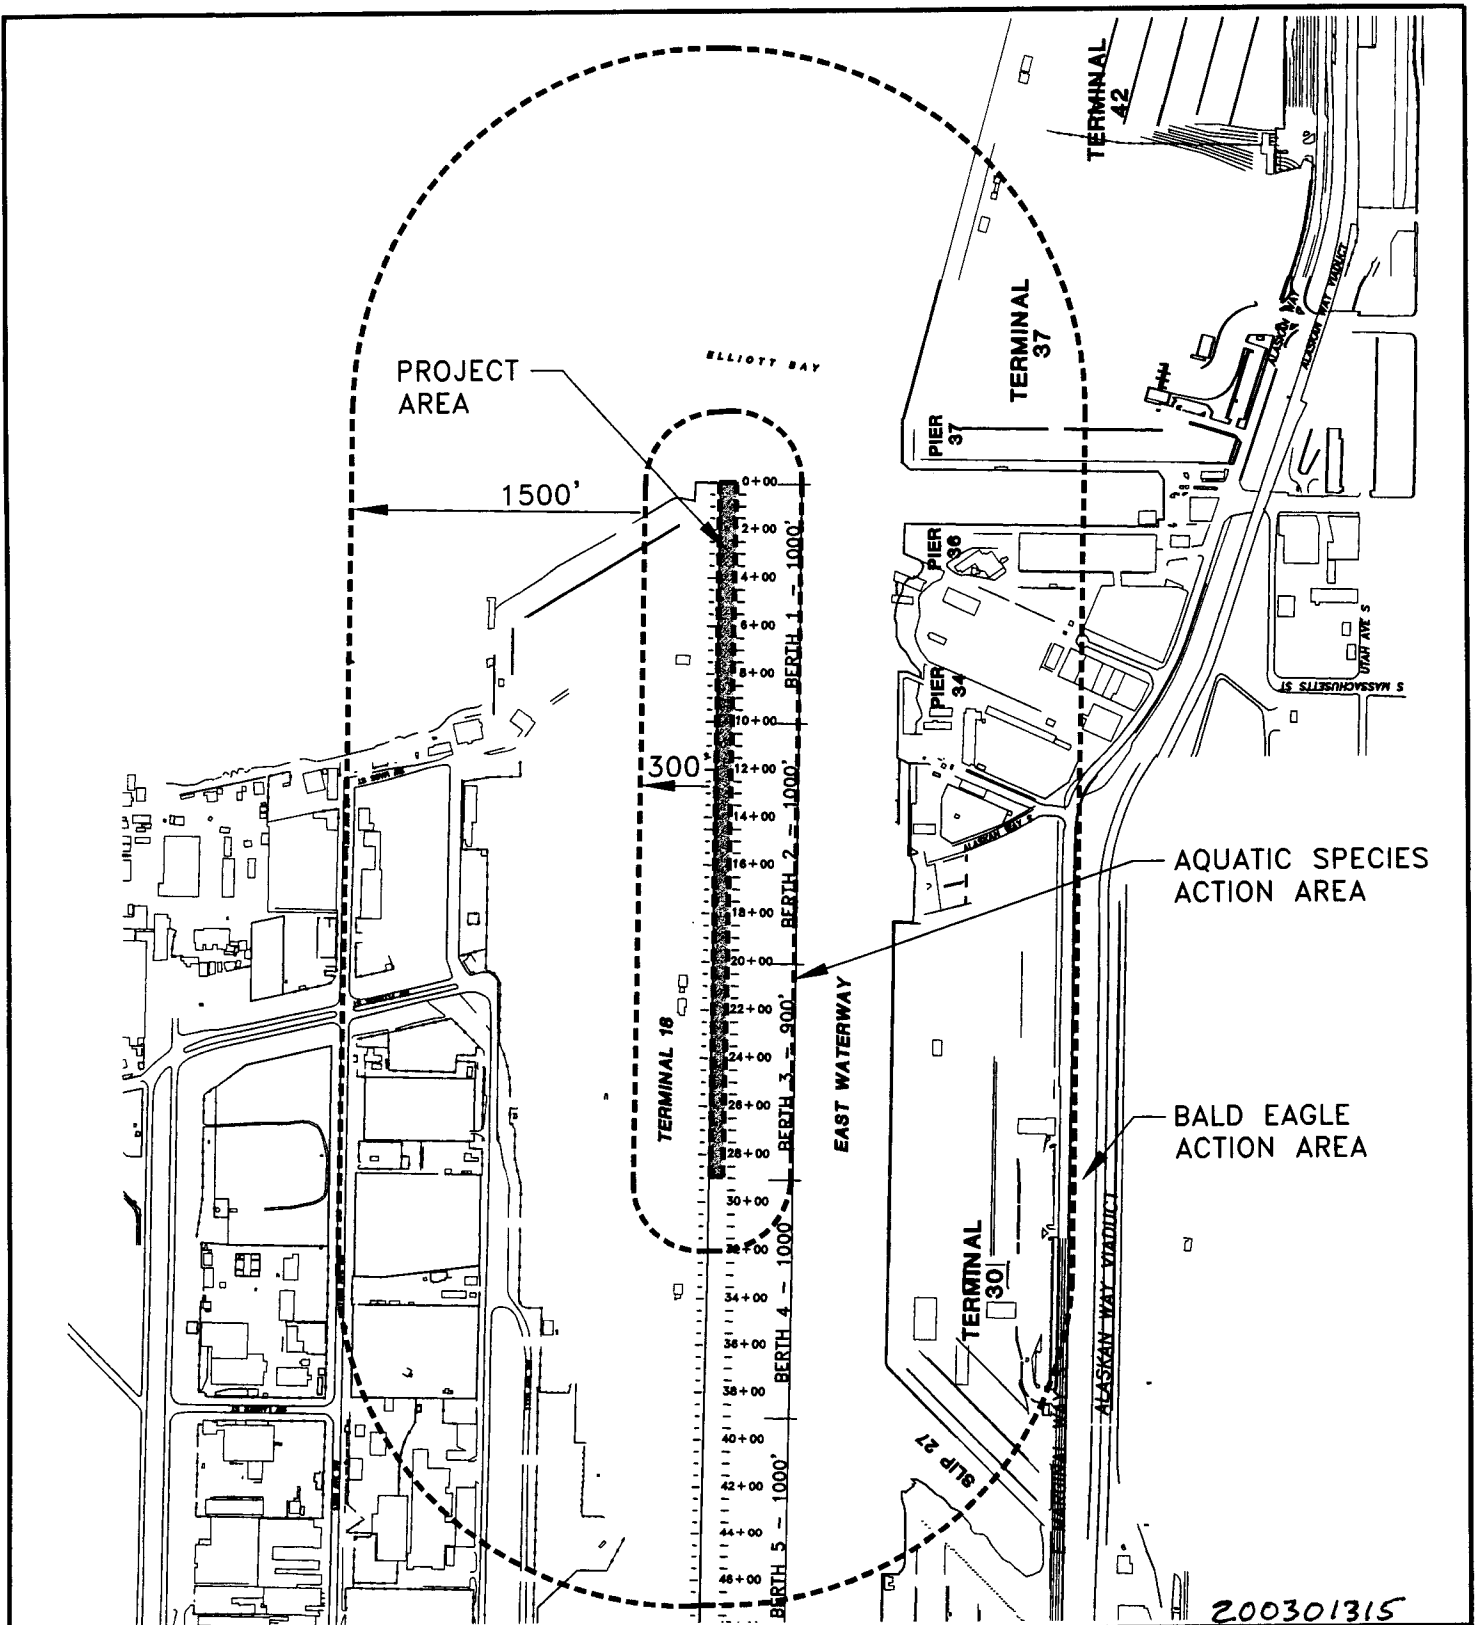 TERMINAL
42
ELLIOTT BAY
PROJECT
AREA
TERMINAL
37
ALASKAN WAY
ALASKAN WAY VIADUCT
PIER
37
1500'
0+00
2+00
4+00
6+00
8+00
10+00
12+00
14+00
16+00
18+00
20+00
22+00
24+00
26+00
28+00
30+00
32+00
34+00
36+00
38+00
40+00
42+00
44+00
46+00
BERTH 1 - 1000'
BERTH 2 - 1000'
BERTH 3 - 900'
BERTH 4 - 1000'
BERTH 5 - 1000'
PIER
36
UTAH AVE S
S MASSACHUSETTS ST
PIER
34
300'
AQUATIC SPECIES
ACTION AREA
TERMINAL 18
EAST WATERWAY
BALD EAGLE
ACTION AREA
ALASKAN WAY VIADUCT
TERMINAL
30
SLIP 27
200301315